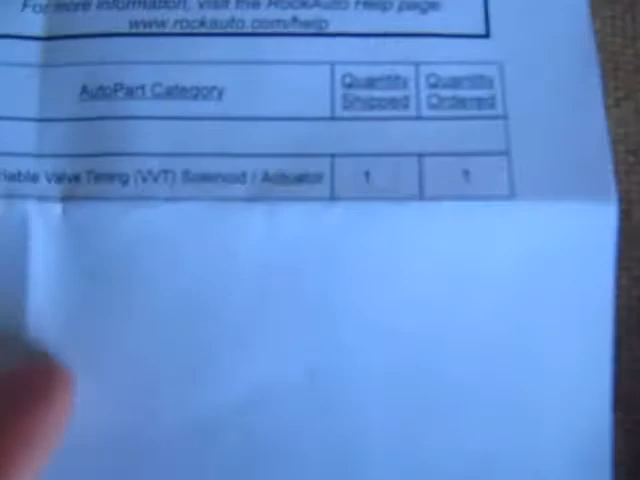 For more information, visit the RockAuto Help page:
www.rockauto.com/help
AutoPart Category
Quantity Shipped
Quantity Ordered
riable Valve Timing (VVT) Solenoid / Actuator 1 1